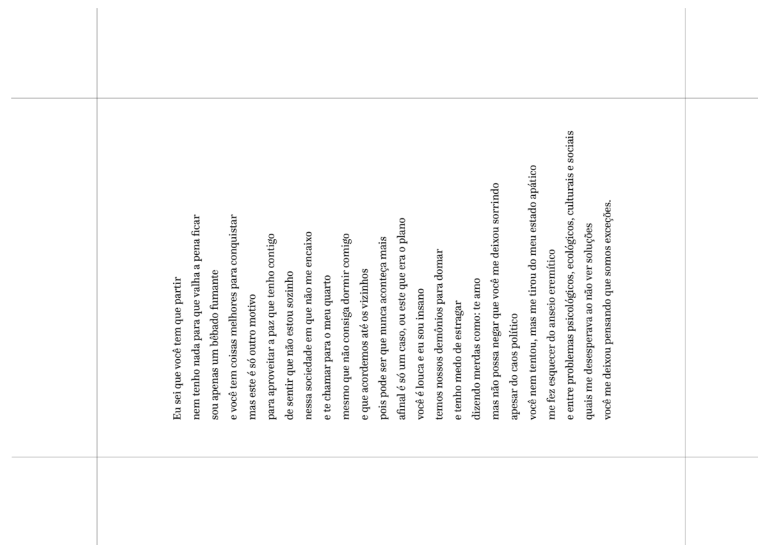 Eu sei que você tem que partir
nem tenho nada para que valha a pena ficar
sou apenas um bêbado fumante
e você tem coisas melhores para conquistar
mas este é só outro motivo
para aproveitar a paz que tenho contigo
de sentir que não estou sozinho
nessa sociedade em que não me encaixo
e te chamar para o meu quarto
mesmo que não consiga dormir comigo
e que acordemos até os vizinhos
pois pode ser que nunca aconteça mais
afinal é só um caso, ou este que era o plano
você é louca e eu sou insano
temos nossos demônios para domar
e tenho medo de estragar
dizendo merdas como: te amo
mas não possa negar que você me deixou sorrindo
apesar do caos político
você nem tentou, mas me tirou do meu estado apático
me fez esquecer do anseio eremítico
e entre problemas psicológicos, ecológicos, culturais e sociais
quais me desesperava ao não ver soluções
você me deixou pensando que somos exceções.